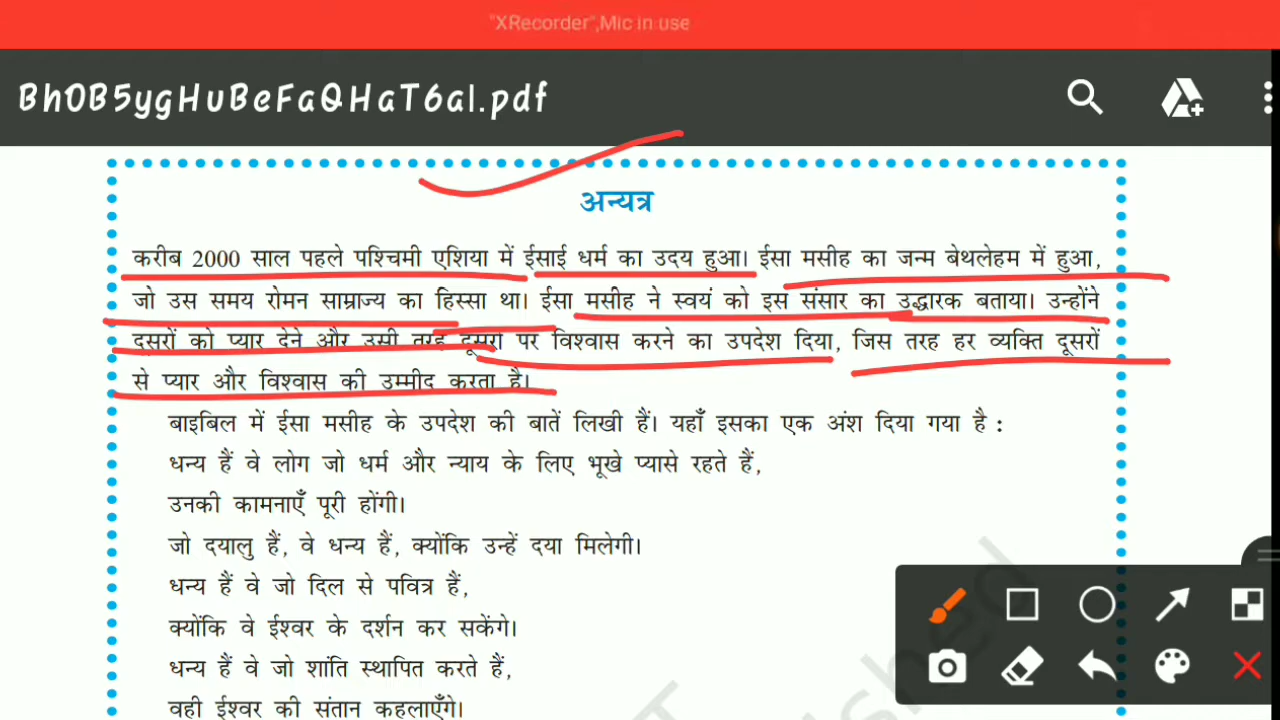 "XRecorder",Mic in use
Bh0B5ygHuBeFaQHaT6al.pdf
अन्यत्र
करीब 2000 साल पहले पश्चिमी एशिया में ईसाई धर्म का उदय हुआ। ईसा मसीह का जन्म बेथलेहम में हुआ,
जो उस समय रोमन साम्राज्य का हिस्सा था। ईसा मसीह ने स्वयं को इस संसार का उद्धारक बताया। उन्होंने
दूसरों को प्यार देने और उसी तरह दूसरों पर विश्वास करने का उपदेश दिया, जिस तरह हर व्यक्ति दूसरों
से प्यार और विश्वास की उम्मीद करता है।
बाइबिल में ईसा मसीह के उपदेश की बातें लिखी हैं। यहाँ इसका एक अंश दिया गया है :
धन्य हैं वे लोग जो धर्म और न्याय के लिए भूखे प्यासे रहते हैं,
उनकी कामनाएँ पूरी होंगी।
जो दयालु हैं, वे धन्य हैं, क्योंकि उन्हें दया मिलेगी।
धन्य हैं वे जो दिल से पवित्र हैं,
क्योंकि वे ईश्वर के दर्शन कर सकेंगे।
धन्य हैं वे जो शांति स्थापित करते हैं,
वही ईश्वर की संतान कहलाएँगे।